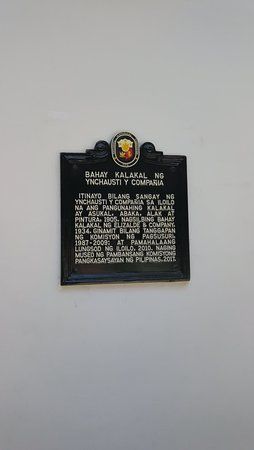 BAHAY KALAKAL NG
YNCHAUSTI Y COMPAÑIA
ITINAYO BILANG SANGAY NG
YNCHAUSTI Y COMPAÑIA SA ILOILO
NA ANG PANGUNAHING KALAKAL
AY ASUKAL, ABAKA, ALAK AT
PINTURA, 1905. NAGSILBING BAHAY
KALAKAL NG ELIZALDE & COMPANY,
1934. GINAMIT BILANG TANGGAPAN
NG KOMISYON NG PAGSUSURI,
1987-2009; AT PAMAHALAANG
LUNGSOD NG ILOILO, 2010. NAGING
MUSEO NG PAMBANSANG KOMISYONG
PANGKASAYSAYAN NG PILIPINAS, 2017.